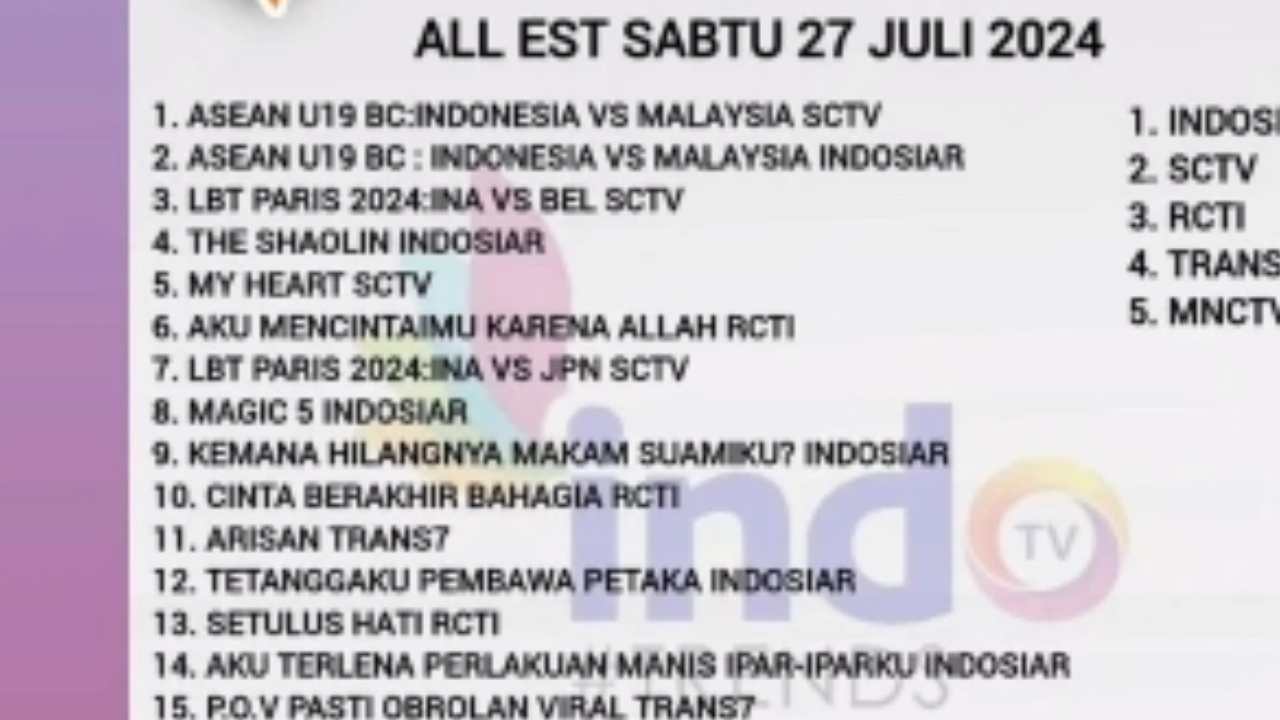 ALL EST SABTU 27 JULI 2024
1. ASEAN U19 BC:INDONESIA VS MALAYSIA SCTV
2. ASEAN U19 BC : INDONESIA VS MALAYSIA INDOSIAR
3. LBT PARIS 2024:INA VS BEL SCTV
4. THE SHAOLIN INDOSIAR
5. MY HEART SCTV
6. AKU MENCINTAIMU KARENA ALLAH RCTI
7. LBT PARIS 2024:INA VS JPN SCTV
8. MAGIC 5 INDOSIAR
9. KEMANA HILANGNYA MAKAM SUAMIKU? INDOSIAR
10. CINTA BERAKHIR BAHAGIA RCTI
11. ARISAN TRANS7
12. TETANGGAKU PEMBAWA PETAKA INDOSIAR
13. SETULUS HATI RCTI
14. AKU TERLENA PERLAKUAN MANIS IPAR-IPARKU INDOSIAR
15. P.O.V PASTI OBROLAN VIRAL TRANS7
1. INDOSI
2. SCTV
3. RCTI
4. TRANS
5. MNCTV
indo
TV
#TRENDS